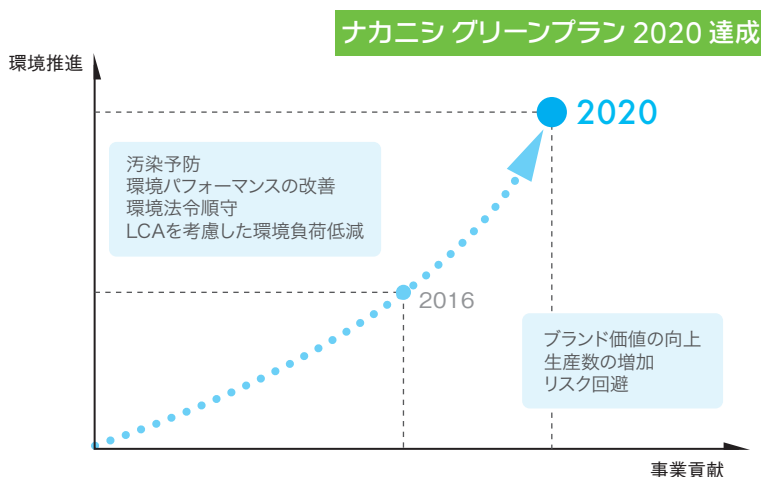 ナカニシ グリーンプラン 2020 達成
環境推進
2020
汚染予防
環境パフォーマンスの改善
環境法令順守
LCAを考慮した環境負荷低減
2016
ブランド価値の向上
生産数の増加
リスク回避
事業貢献